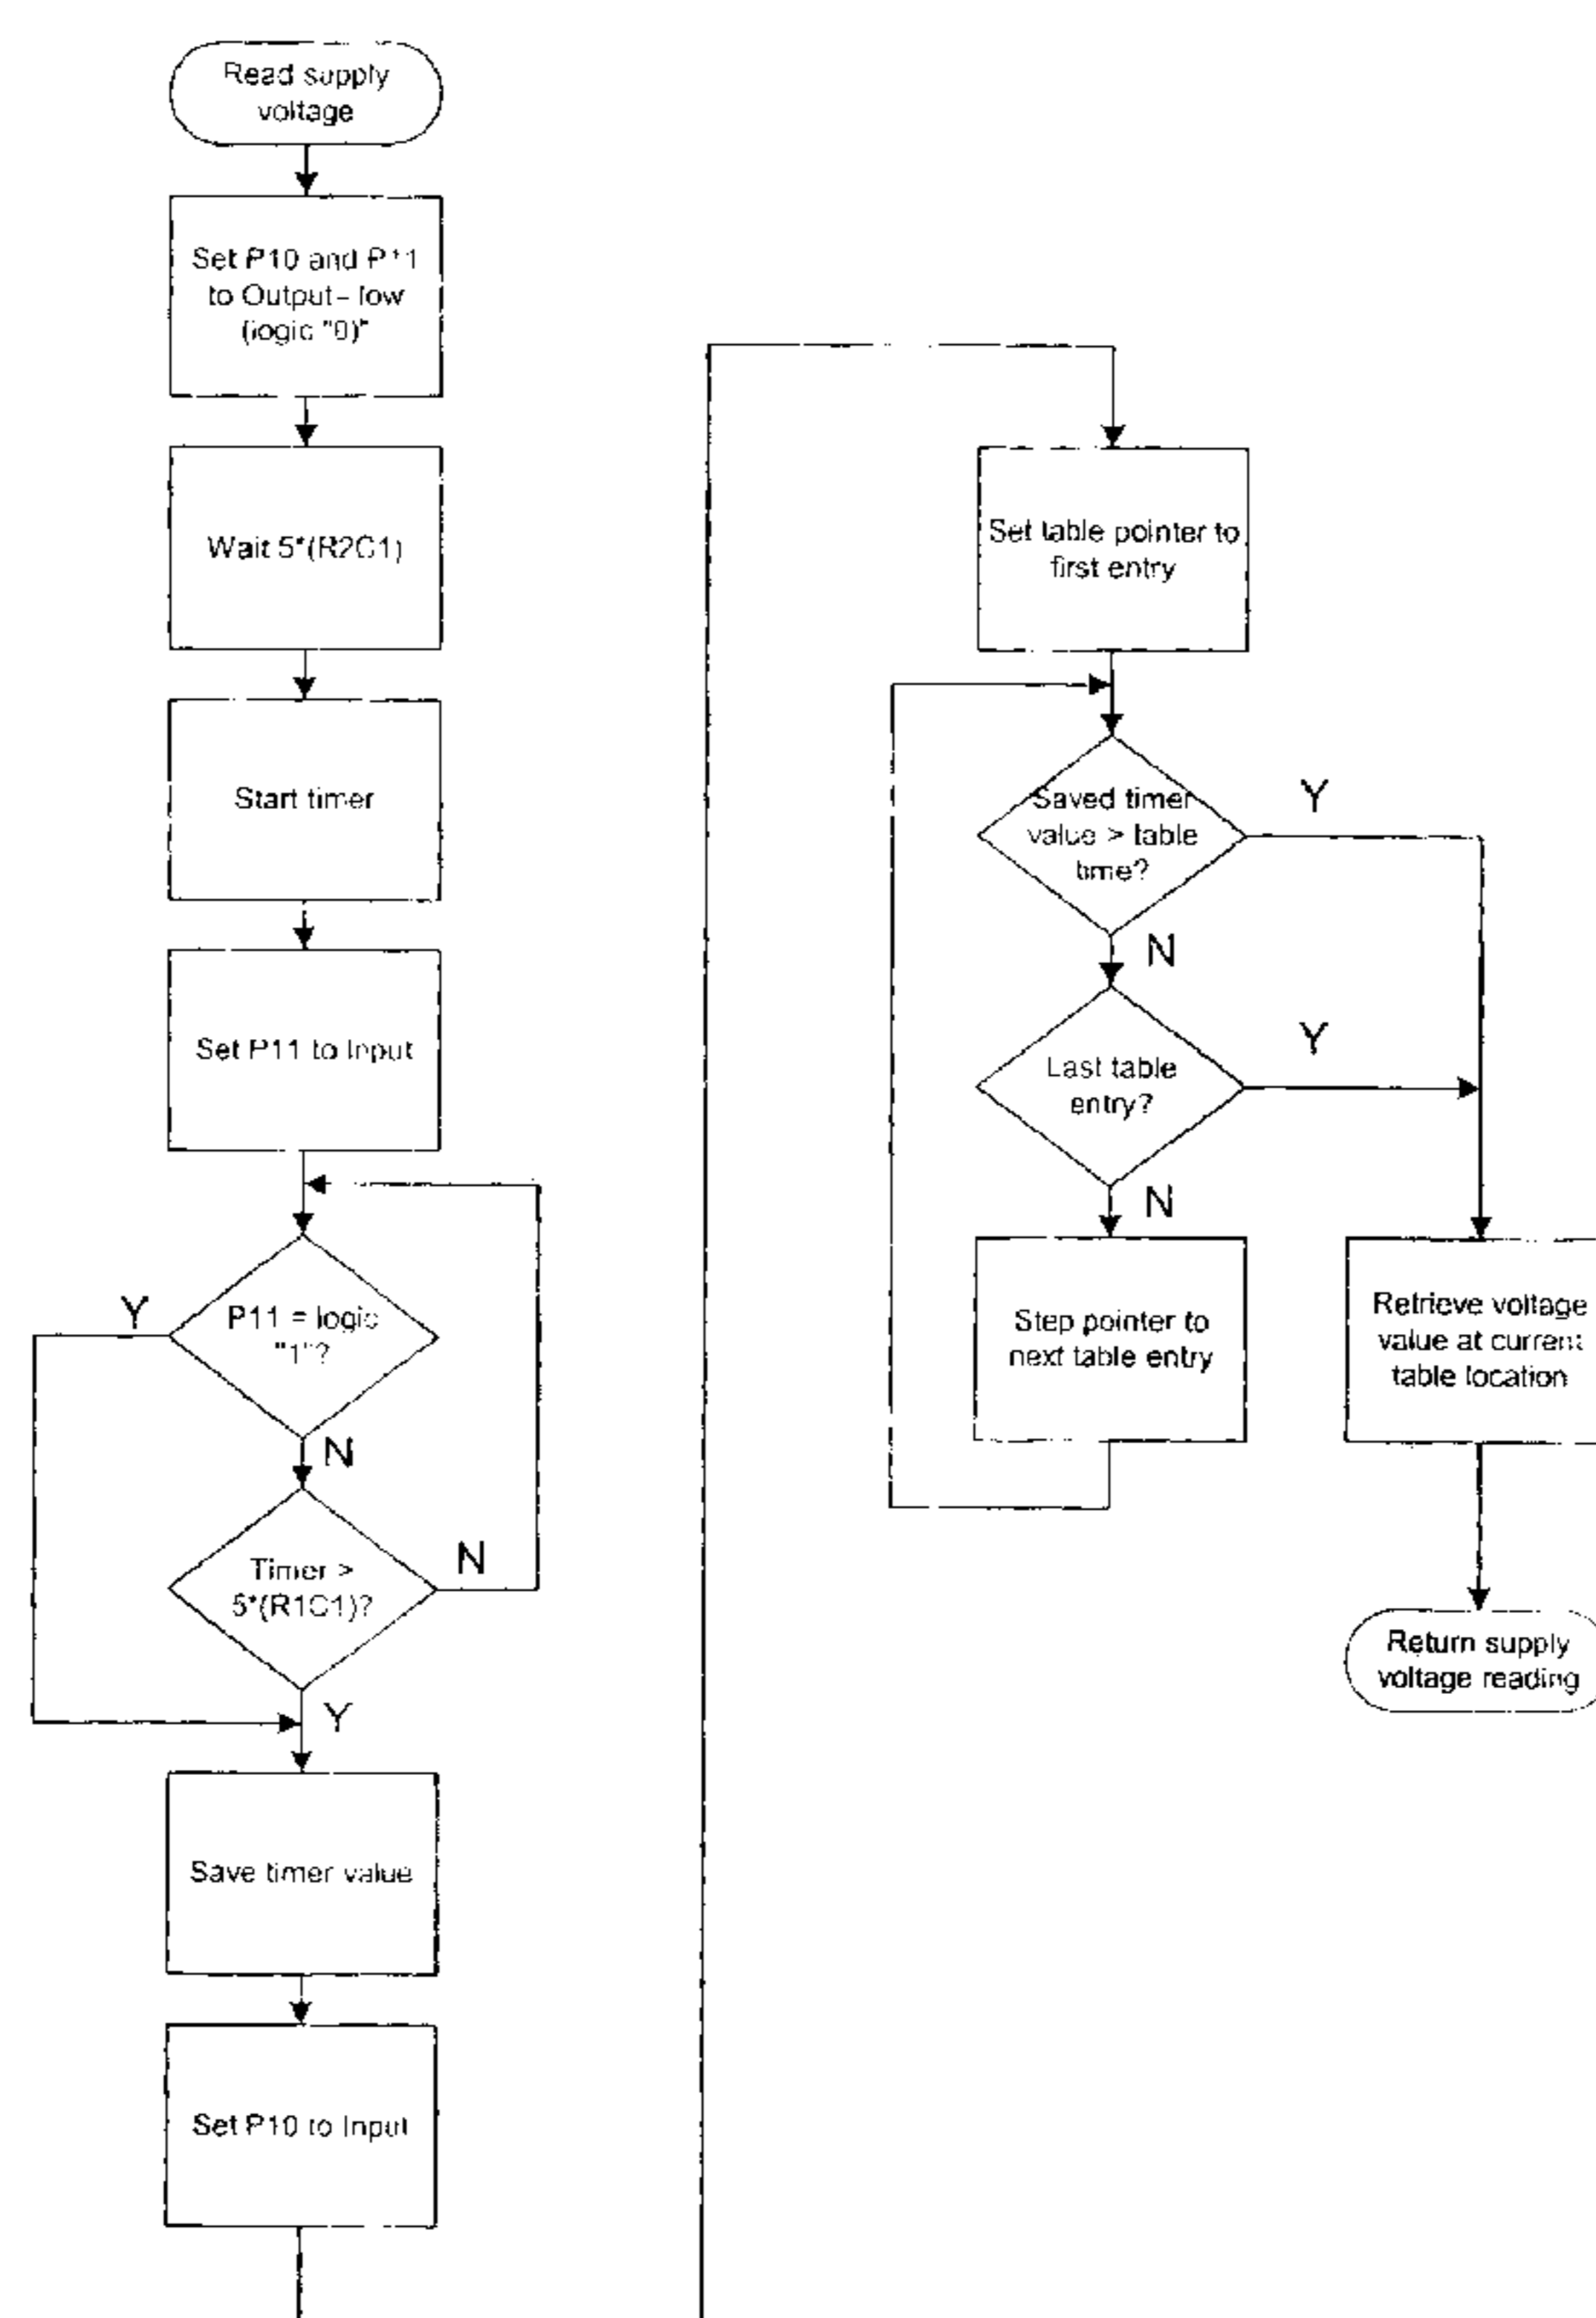 Read supply
voltage
Set P10 and P11
to Output - low
(logic "0)"
Wait 5*(R2C1)
Start timer
Set P11 to Input
P11 = logic
"1"?
Y
N
Timer >
5*(R1C1)?
N
Y
Save timer value
Set P10 to Input
Set table pointer to
first entry
Saved timer
value > table
time?
Y
N
Last table
entry?
Y
N
Step pointer to
next table entry
Retrieve voltage
value at current
table location
Return supply
voltage reading